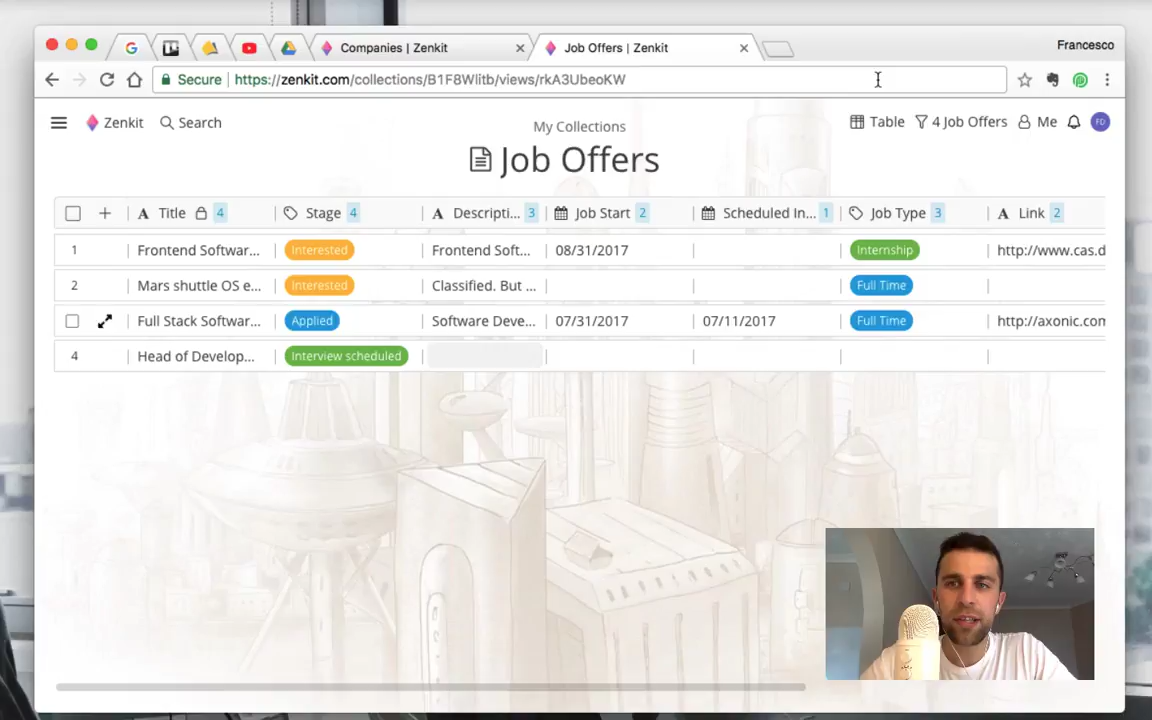 Companies | Zenkit
Job Offers | Zenkit
Francesco
Secure
https://zenkit.com/collections/B1F8Wlitb/views/rkA3UbeoKW
Zenkit
Search
My Collections
Table
4 Job Offers
Me
FD
Job Offers
A Title 4
Stage 4
A Descripti... 3
Job Start 2
Scheduled In... 1
Job Type 3
A Link 2
1 Frontend Softwar... Interested Frontend Soft... 08/31/2017 Internship http://www.cas.d
2 Mars shuttle OS e... Interested Classified. But ... Full Time
Full Stack Softwar... Applied Software Deve... 07/31/2017 07/11/2017 Full Time http://axonic.com
4 Head of Develop... Interview scheduled